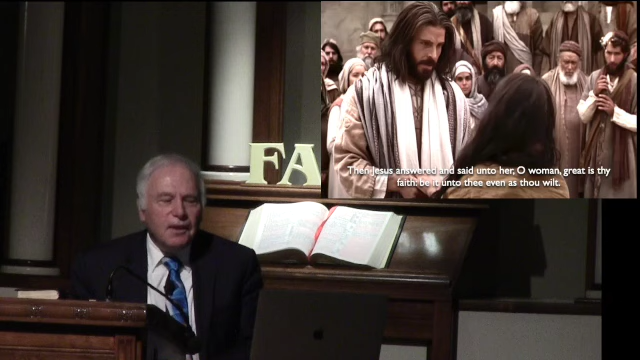 FA
Then Jesus answered and said unto her, O woman, great is thy
faith: be it unto thee even as thou wilt.